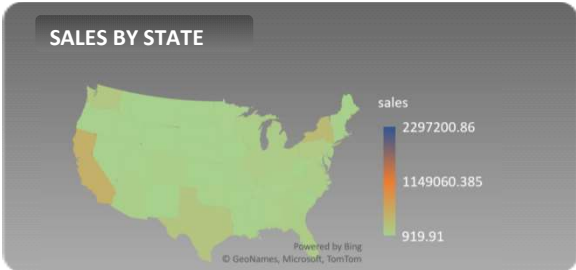 SALES BY STATE
sales
2297200.86
1149060.385
919.91
Powered by Bing
© GeoNames, Microsoft, TomTom